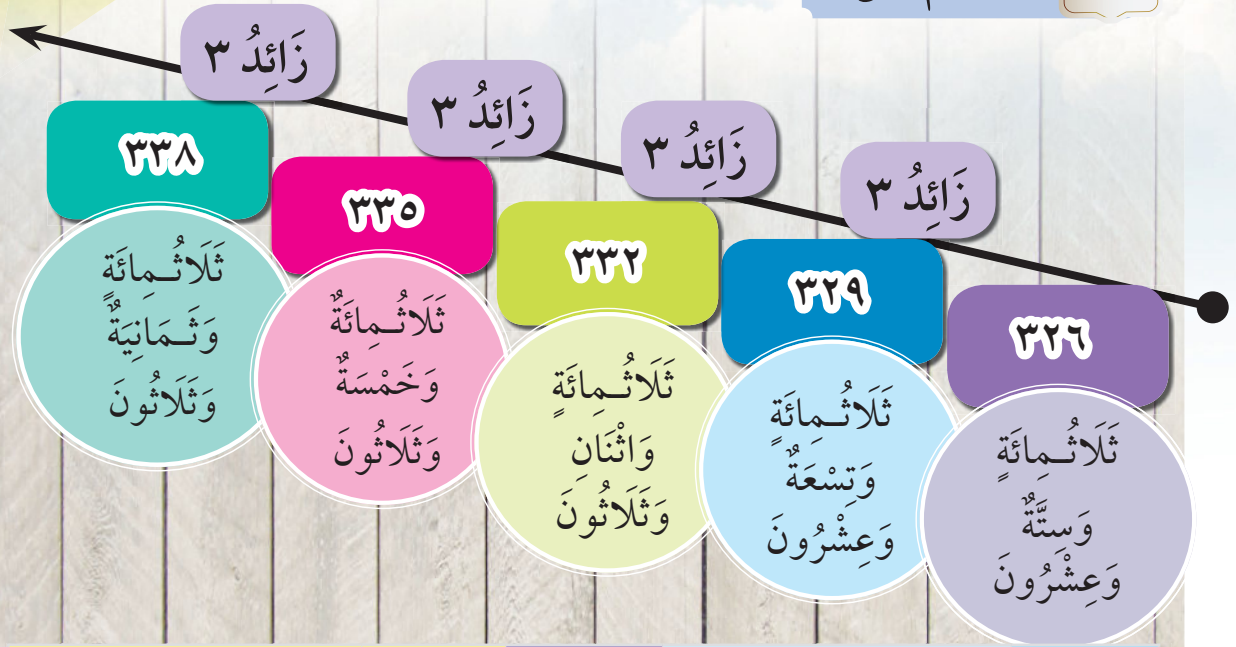 زَائِدُ ٣
زَائِدُ ٣
زَائِدُ ٣
زَائِدُ ٣
٣٢٦
ثَلَاثُـمِائَةٍ
وَسِتَّةٌ
وَعِشْرُونَ
٣٢٩
ثَلَاثُـمِائَةٍ
وَتِسْعَةٌ
وَعِشْرُونَ
٣٣٢
ثَلَاثُـمِائَةٍ
وَاثْنَانِ
وَثَلَاثُونَ
٣٣٥
ثَلَاثُـمِائَةٌ
وَخَمْسَةٌ
وَثَلَاثُونَ
٣٣٨
ثَلَاثُـمِائَةٍ
وَثَـمَانِيَةٌ
وَثَلَاثُونَ